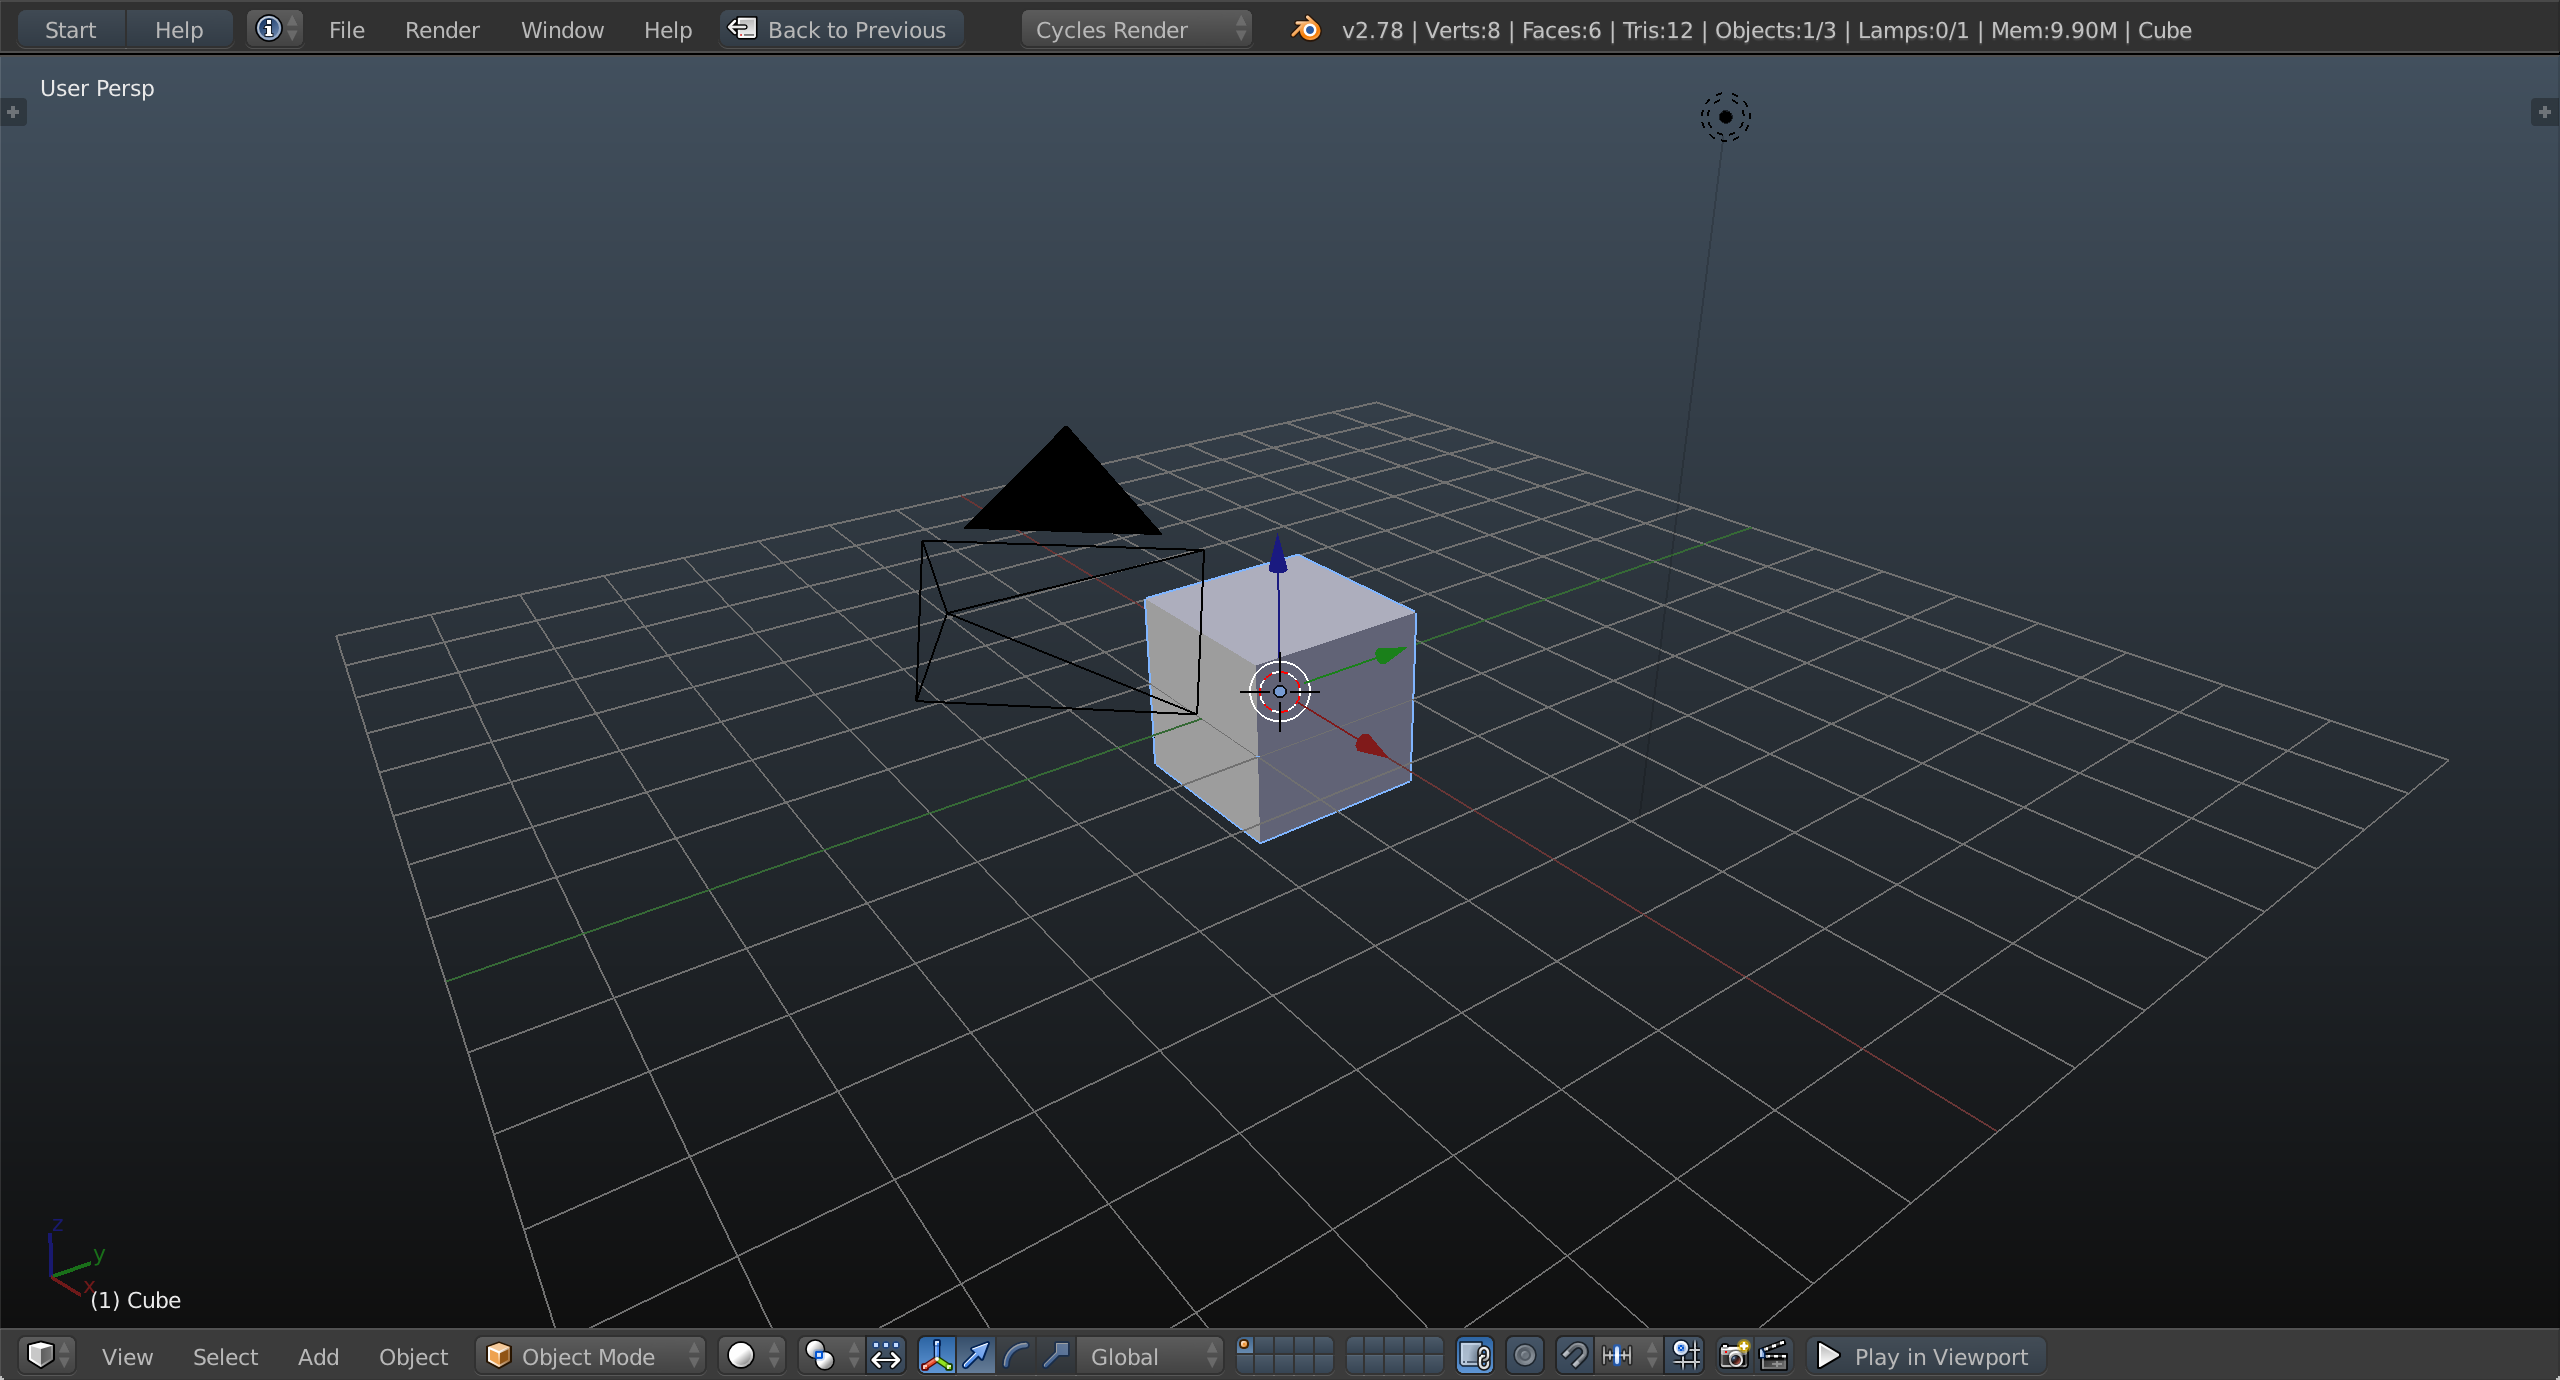 Start Help File Render Window Help Back to Previous Cycles Render v2.78 | Verts:8 | Faces:6 | Tris:12 | Objects:1/3 | Lamps:0/1 | Mem:9.90M | Cube
User Persp
z
y
x
(1) Cube
View Select Add Object Object Mode Global Play in Viewport